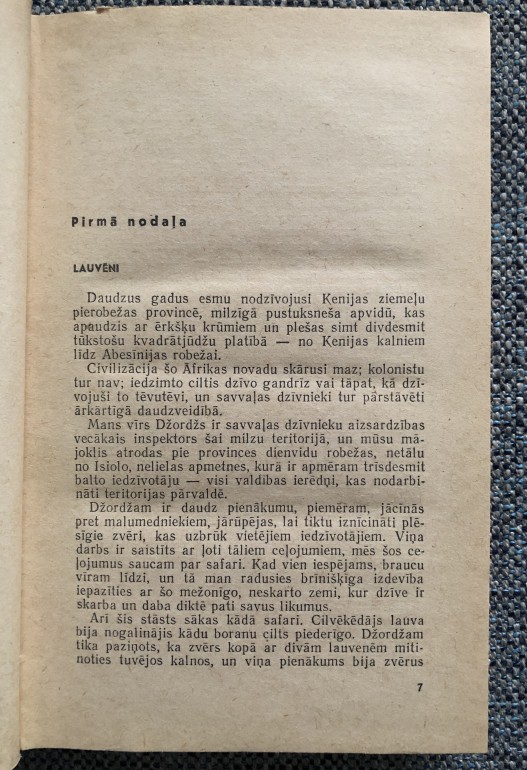 Pirmā nodaļa
LAUVĒNI
Daudzus gadus esmu nodzīvojusi Ķenijas ziemeļu
pierobežas provincē, milzīgā pustuksneša apvidū, kas
apaudzis ar ērkšķu krūmiem un plešas simt divdesmit
tūkstošu kvadrātjūdžu platībā — no Ķenijas kalniem
līdz Abesīnijas robežai.
Civilizācija šo Āfrikas novadu skārusi maz; kolonistu
tur nav; iedzimto ciltis dzīvo gandrīz vai tāpat, kā dzī-
vojuši to tēvutēvi, un savvaļas dzīvnieki tur pārstāvēti
ārkārtīgā daudzveidībā.
Mans vīrs Džordžs ir savvaļas dzīvnieku aizsardzības
vecākais inspektors šai milzu teritorijā, un mūsu mā-
joklis atrodas pie provinces dienvidu robežas, netālu
no Isiolo, nelielas apmetnes, kurā ir apmēram trīsdesmit
balto iedzīvotāju — visi valdības ierēdņi, kas nodarbi-
nāti teritorijas pārvaldē.
Džordžam ir daudz pienākumu, piemēram, jācīnās
pret malumedniekiem, jārūpējas, lai tiktu iznīcināti plē-
sīgie zvēri, kas uzbrūk vietējiem iedzīvotājiem. Viņa
darbs ir saistīts ar ļoti tāliem ceļojumiem, mēs šos ce-
ļojumus saucam par safari. Kad vien iespējams, braucu
vīram līdzi, un tā man radusies brīnišķīga izdevība
iepazīties ar šo mežonīgo, neskarto zemi, kur dzīve ir
skarba un daba diktē pati savus likumus.
Arī šis stāsts sākas kādā safari. Cilvēkēdājs lauva
bija nogalinājis kādu boranu cilts piederīgo. Džordžam
tika paziņots, ka zvērs kopā ar divām lauvenēm miti-
noties tuvējos kalnos, un viņa pienākums bija zvērus
7